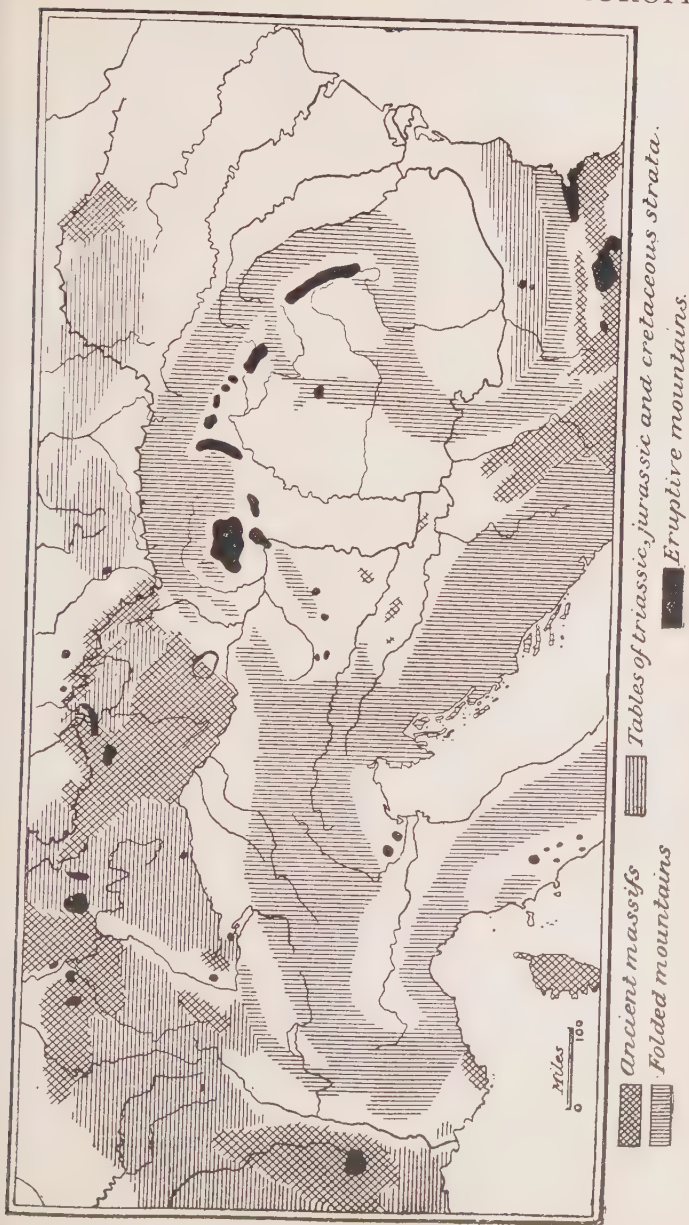 Miles
0 100
Ancient massifs
Tables of triassic, jurassic and cretaceous strata.
Folded mountains
Eruptive mountains.